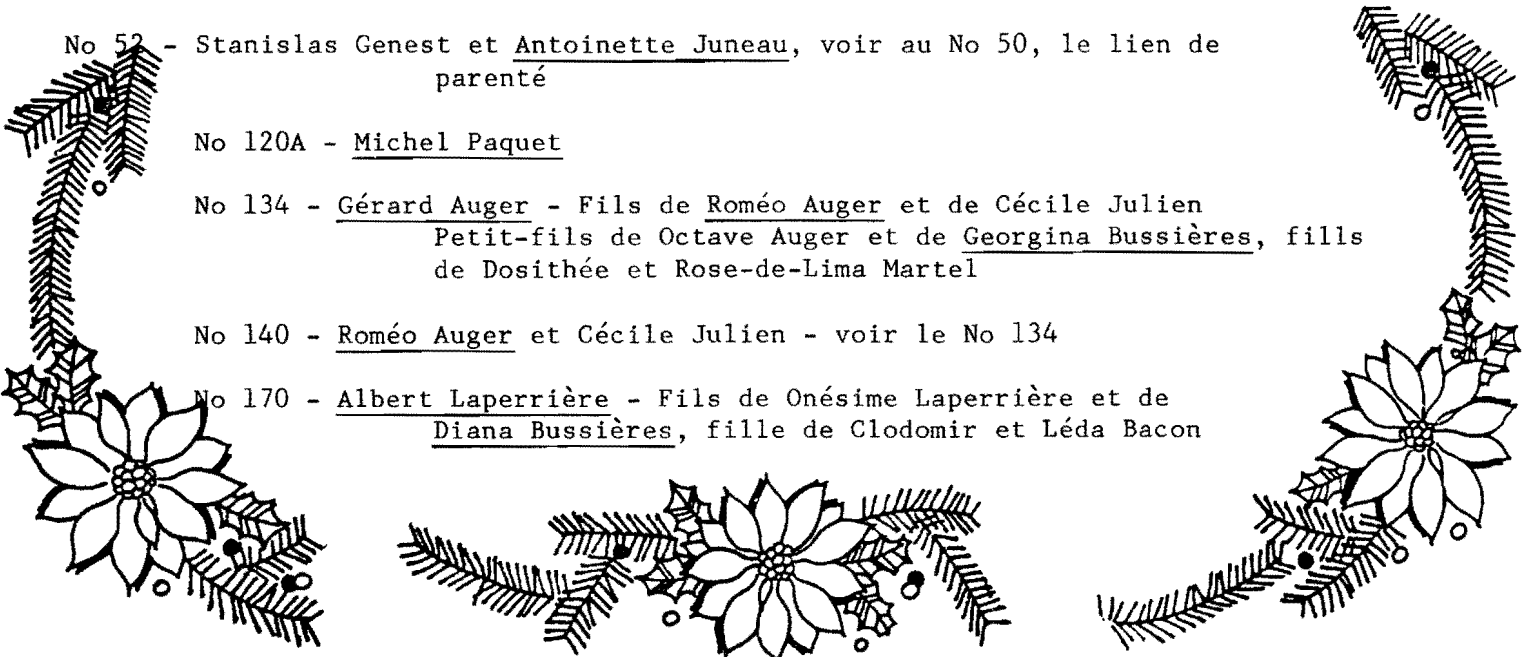 No 52 - Stanislas Genest et Antoinette Juneau, voir au No 50, le lien de
parenté
No 120A - Michel Paquet
No 134 - Gérard Auger - Fils de Roméo Auger et de Cécile Julien
Petit-fils de Octave Auger et de Georgina Bussières, fills
de Dosithée et Rose-de-Lima Martel
No 140 - Roméo Auger et Cécile Julien - voir le No 134
No 170 - Albert Laperrière - Fils de Onésime Laperrière et de
Diana Bussières, fille de Clodomir et Léda Bacon